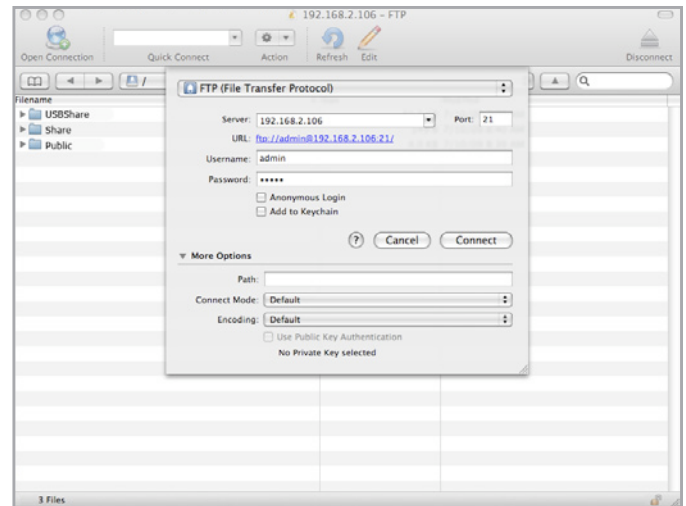 192.168.2.106 – FTP
Open Connection
Quick Connect
Action
Refresh
Edit
Disconnect
/
Filename
USBShare
Share
Public
FTP (File Transfer Protocol)
Server: 192.168.2.106 Port: 21
URL: ftp://admin@192.168.2.106:21/
Username: admin
Password: •••••
Anonymous Login
Add to Keychain
? Cancel Connect
More Options
Path:
Connect Mode: Default
Encoding: Default
Use Public Key Authentication
No Private Key selected
3 Files